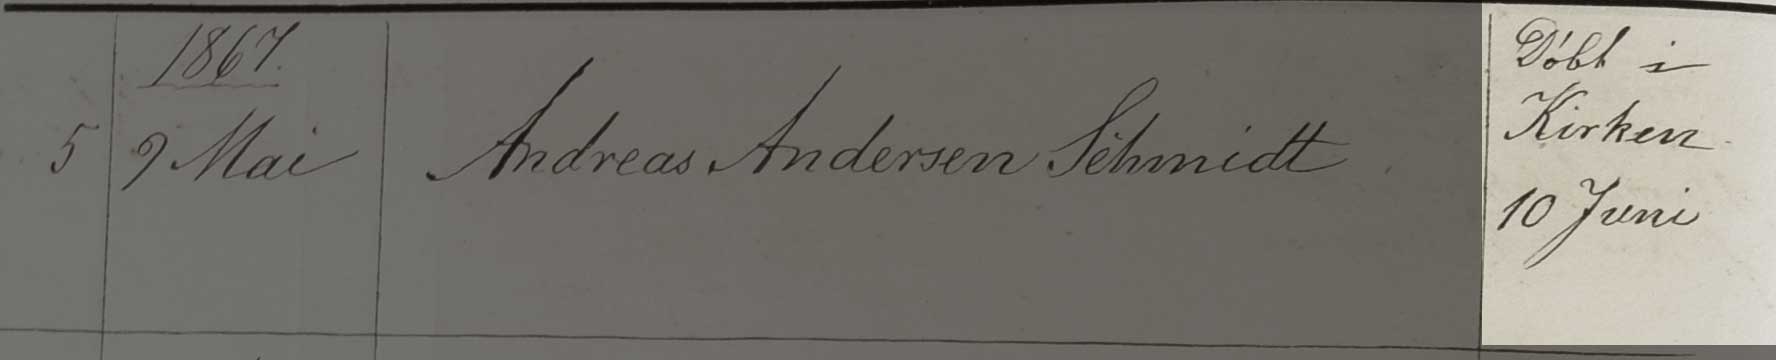 1867.
5 9 Mai Andreas Andersen Schmidt.
Döbt i
Kirken
10 Juni